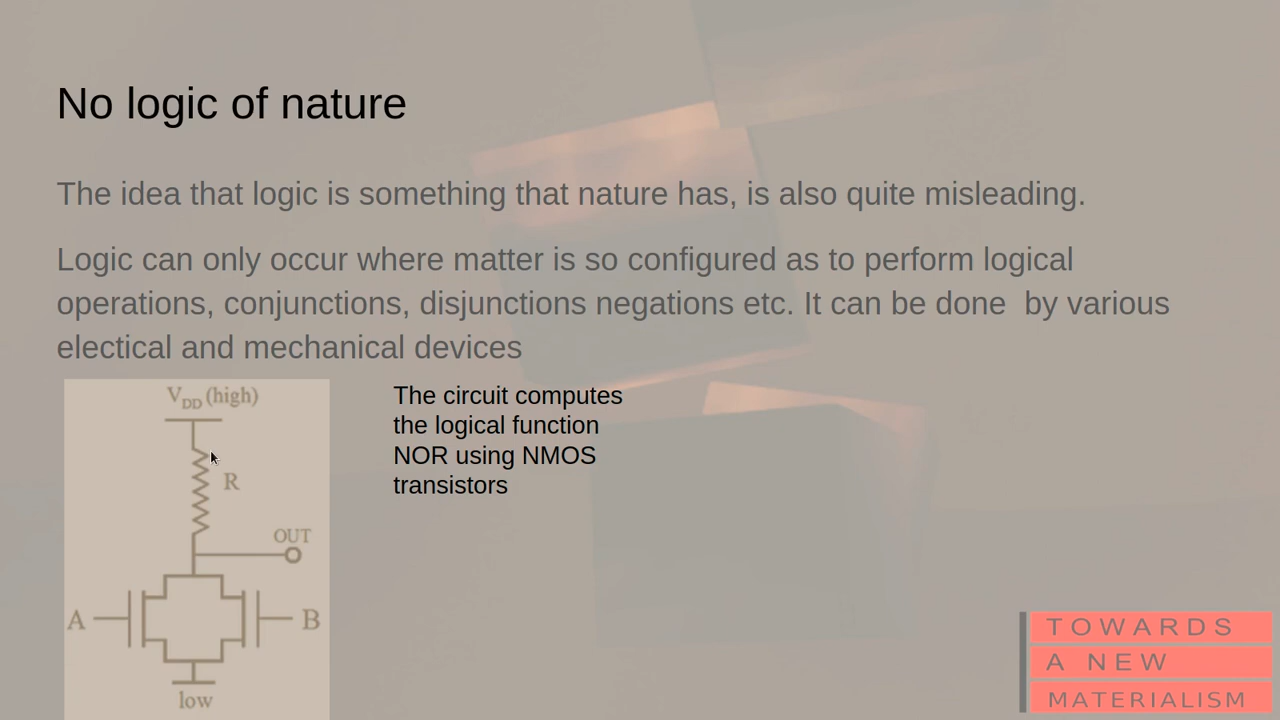 No logic of nature
The idea that logic is something that nature has, is also quite misleading.
Logic can only occur where matter is so configured as to perform logical
operations, conjunctions, disjunctions negations etc. It can be done  by various
electical and mechanical devices
VDD (high)
R
OUT
A
B
low
The circuit computes
the logical function
NOR using NMOS
transistors
TOWARDS
A NEW
MATERIALISM